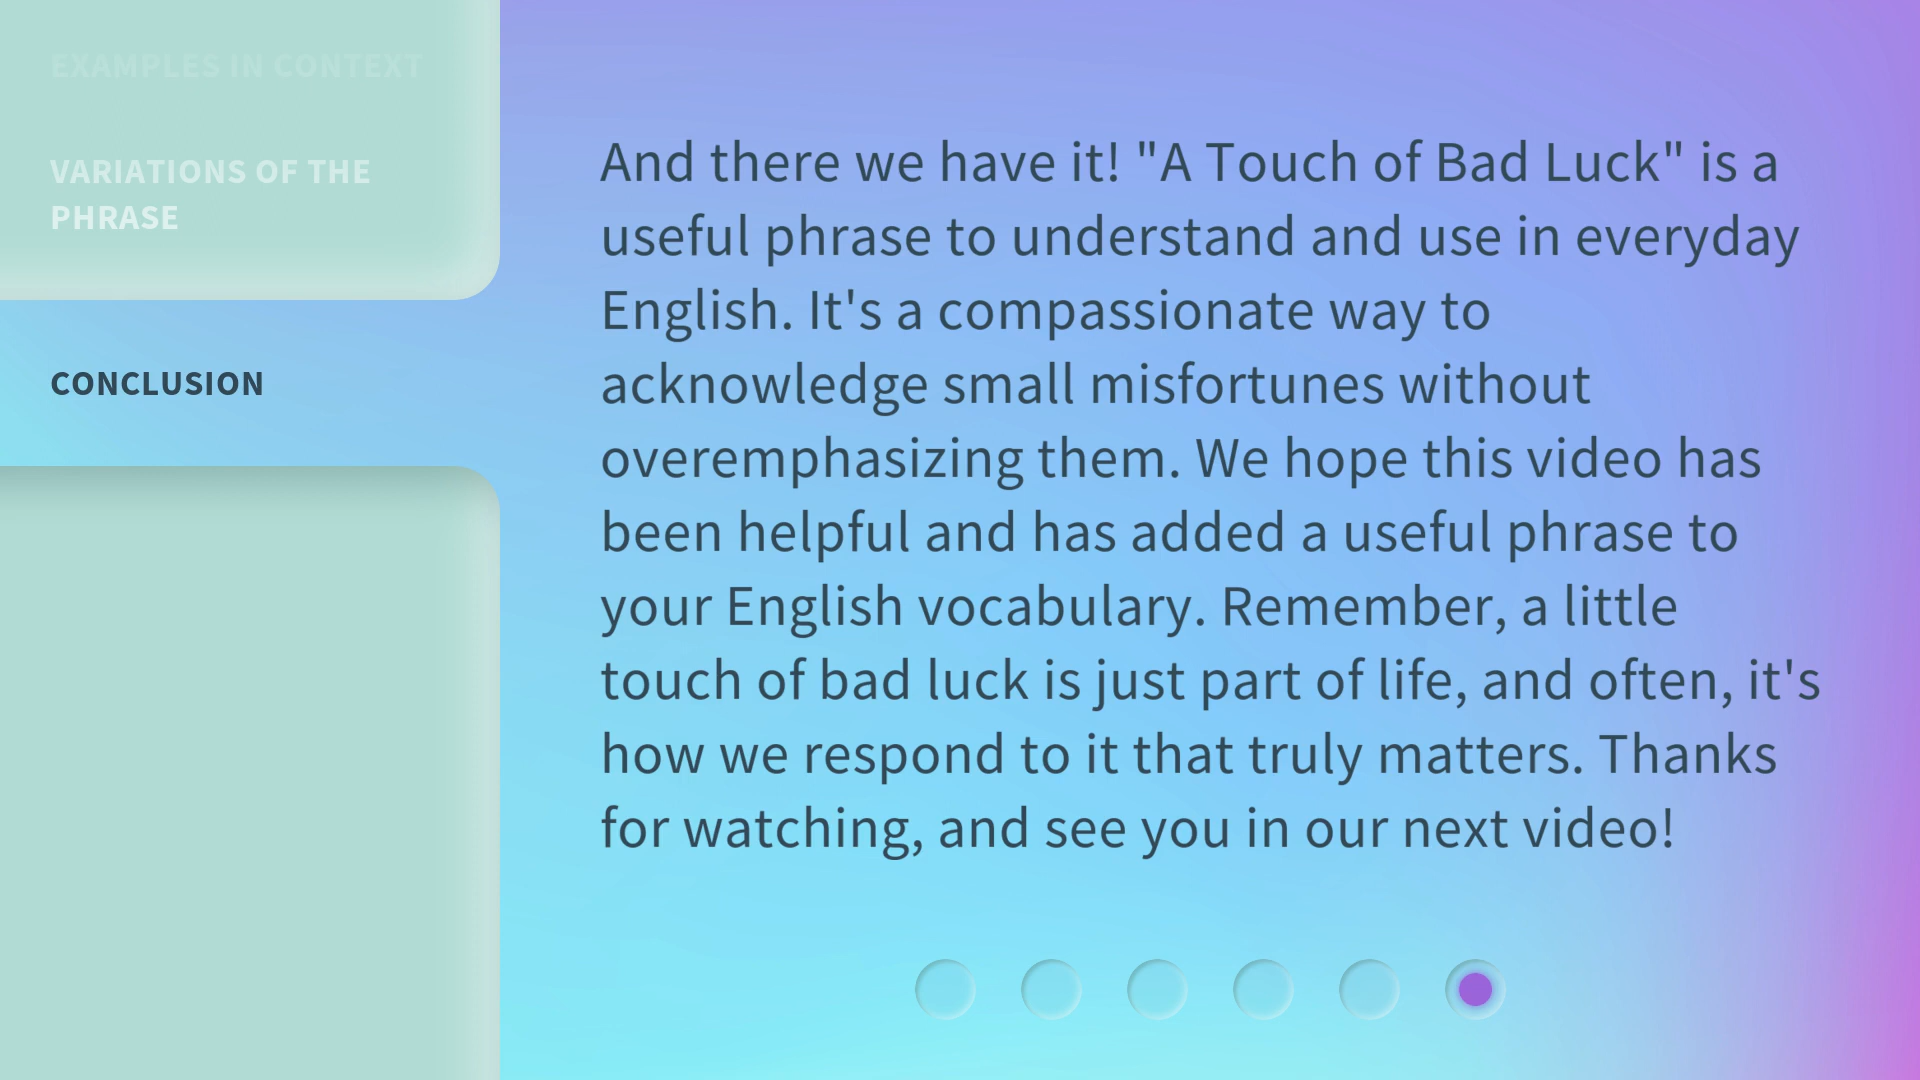 EXAMPLES IN CONTEXT
VARIATIONS OF THE
PHRASE
CONCLUSION
And there we have it! "A Touch of Bad Luck" is a
useful phrase to understand and use in everyday
English. It's a compassionate way to
acknowledge small misfortunes without
overemphasizing them. We hope this video has
been helpful and has added a useful phrase to
your English vocabulary. Remember, a little
touch of bad luck is just part of life, and often, it's
how we respond to it that truly matters. Thanks
for watching, and see you in our next video!